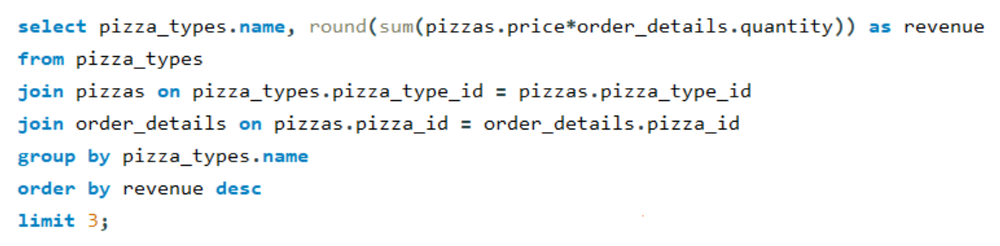 select pizza_types.name, round(sum(pizzas.price*order_details.quantity)) as revenue
from pizza_types
join pizzas on pizza_types.pizza_type_id = pizzas.pizza_type_id
join order_details on pizzas.pizza_id = order_details.pizza_id
group by pizza_types.name
order by revenue desc
limit 3;